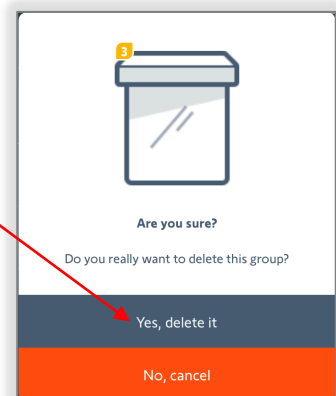 3
Are you sure?
Do you really want to delete this group?
Yes, delete it
No, cancel